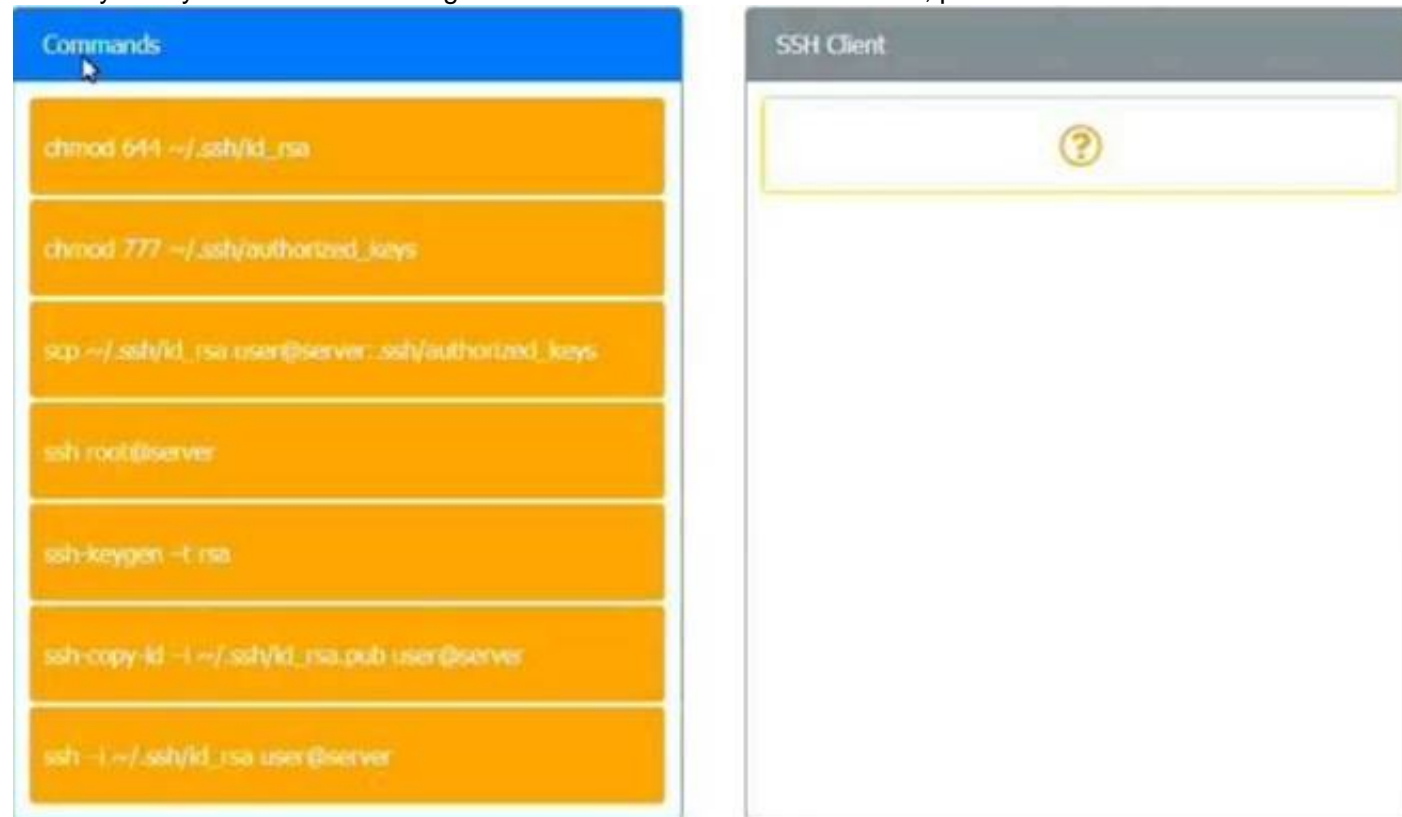 Commands
chmod 644 ~/.ssh/id_rsa
chmod 777 ~/.ssh/authorized_keys
scp ~/.ssh/id_rsa user@server:.ssh/authorized_keys
ssh root@server
ssh-keygen -t rsa
ssh-copy-id -i ~/.ssh/id_rsa.pub user@server
ssh -i ~/.ssh/id_rsa user@server
SSH Client
?